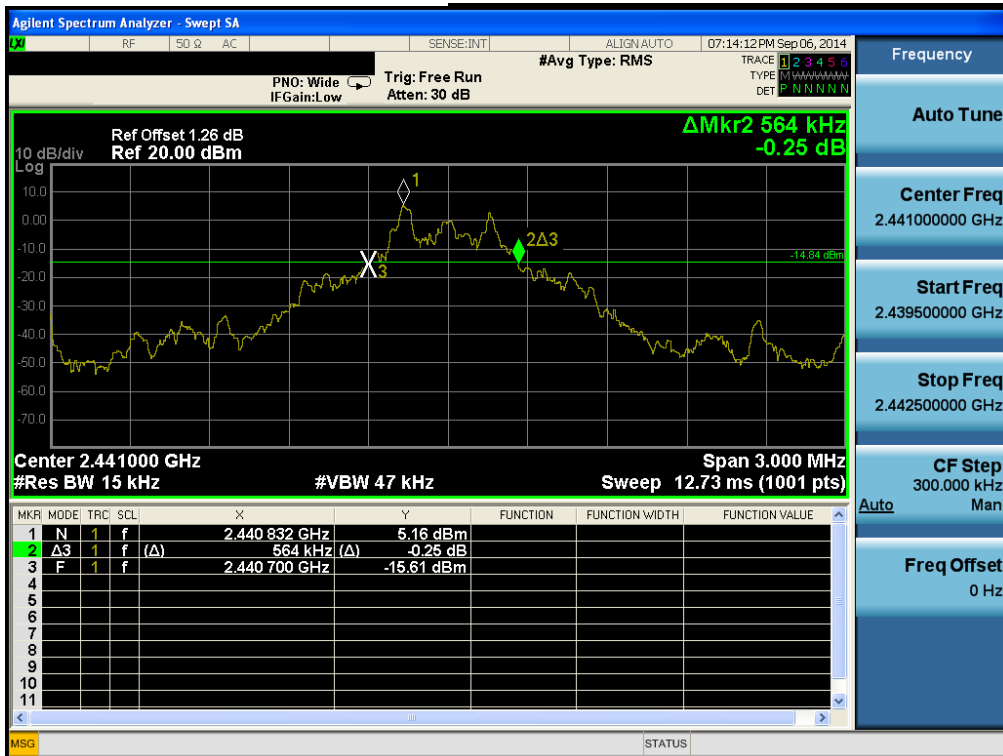 Agilent Spectrum Analyzer - Swept SA
LXI RF 50 Ω AC SENSE:INT ALIGN AUTO 07:14:12 PM Sep 06, 2014
#Avg Type: RMS TRACE 1 2 3 4 5 6
PNO: Wide Trig: Free Run TYPE MWWWWW
IFGain:Low Atten: 30 dB DET P N N N N N
ΔMkr2 564 kHz
-0.25 dB
Ref Offset 1.26 dB
10 dB/div Ref 20.00 dBm
Log
10.0
0.00
-10.0
-20.0
-30.0
-40.0
-50.0
-60.0
-70.0
1
2Δ3
3
-14.84 dBm
Center 2.441000 GHz Span 3.000 MHz
#Res BW 15 kHz #VBW 47 kHz Sweep 12.73 ms (1001 pts)
MKR MODE TRC SCL X Y FUNCTION FUNCTION WIDTH FUNCTION VALUE
1 N 1 f 2.440 832 GHz 5.16 dBm
2 Δ3 1 f (Δ) 564 kHz (Δ) -0.25 dB
3 F 1 f 2.440 700 GHz -15.61 dBm
4
5
6
7
8
9
10
11
MSG STATUS
Frequency
Auto Tune
Center Freq
2.441000000 GHz
Start Freq
2.439500000 GHz
Stop Freq
2.442500000 GHz
CF Step
300.000 kHz
Auto Man
Freq Offset
0 Hz